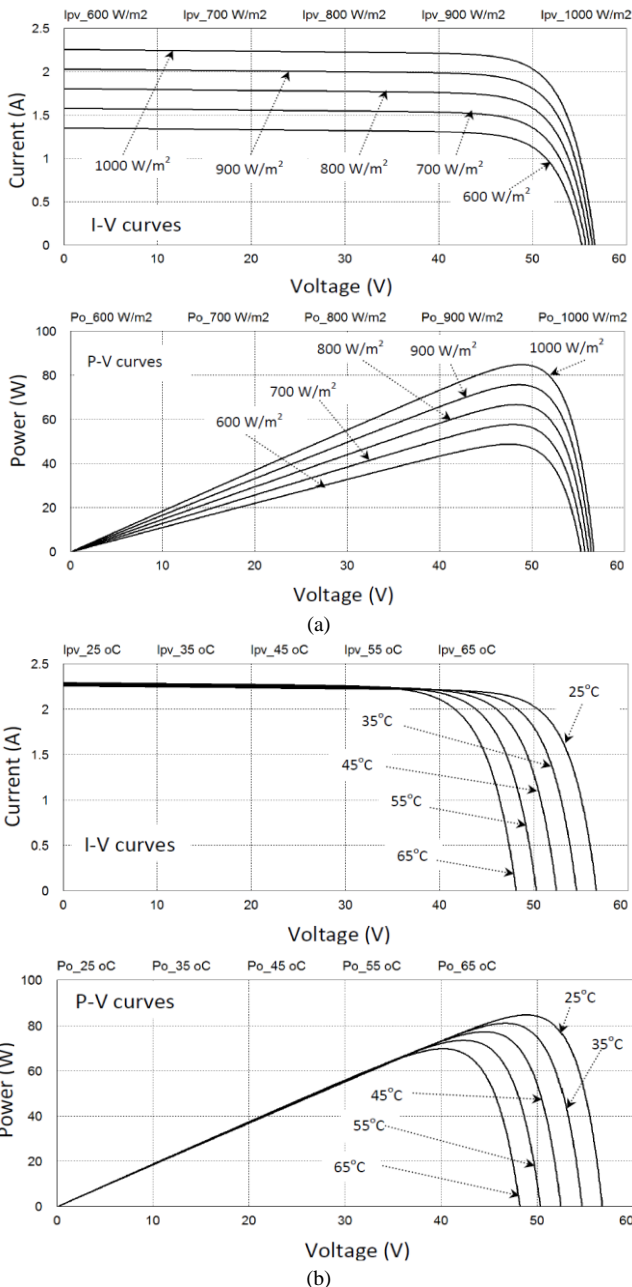 Ipv_600 W/m2 Ipv_700 W/m2 Ipv_800 W/m2 Ipv_900 W/m2 Ipv_1000 W/m2
2.5
2
1.5
1
0.5
0
Current (A)
1000 W/m²
900 W/m²
800 W/m²
700 W/m²
600 W/m²
I-V curves
0 10 20 30 40 50 60
Voltage (V)
Po_600 W/m2 Po_700 W/m2 Po_800 W/m2 Po_900 W/m2 Po_1000 W/m2
100
80
60
40
20
0
Power (W)
P-V curves
1000 W/m²
900 W/m²
800 W/m²
700 W/m²
600 W/m²
0 10 20 30 40 50 60
Voltage (V)
(a)
Ipv_25 oC Ipv_35 oC Ipv_45 oC Ipv_55 oC Ipv_65 oC
2.5
2
1.5
1
0.5
0
Current (A)
25°C
35°C
45°C
55°C
65°C
I-V curves
0 10 20 30 40 50 60
Voltage (V)
Po_25 oC Po_35 oC Po_45 oC Po_55 oC Po_65 oC
100
80
60
40
20
0
Power (W)
P-V curves
25°C
35°C
45°C
55°C
65°C
0 10 20 30 40 50 60
Voltage (V)
(b)